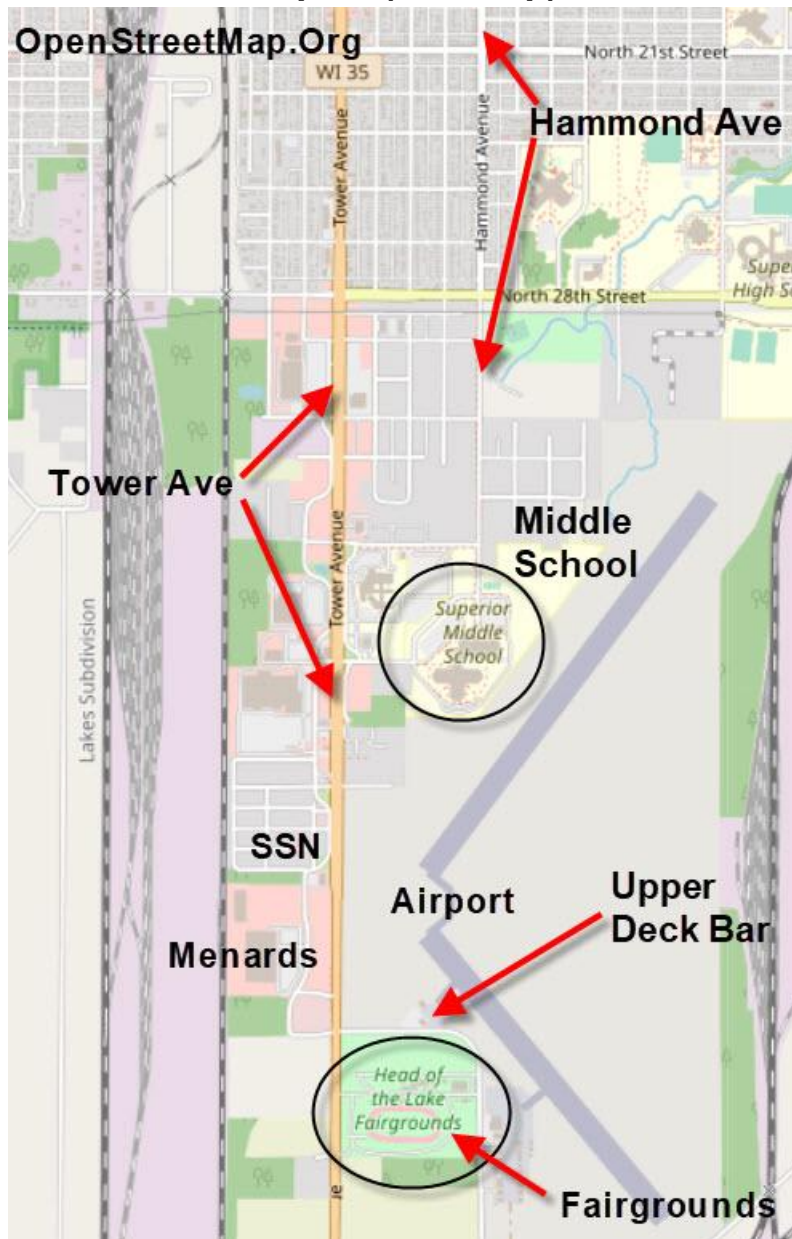 OpenStreetMap.Org
North 21st Street
WI 35
Hammond Ave
Tower Avenue
Hammond Avenue
Super
High Sc
North 28th Street
Tower Ave
Middle
School
Tower Avenue
Superior
Middle
School
Lakes Subdivision
SSN
Airport
Upper
Deck Bar
Menards
Head of
the Lake
Fairgrounds
Fairgrounds